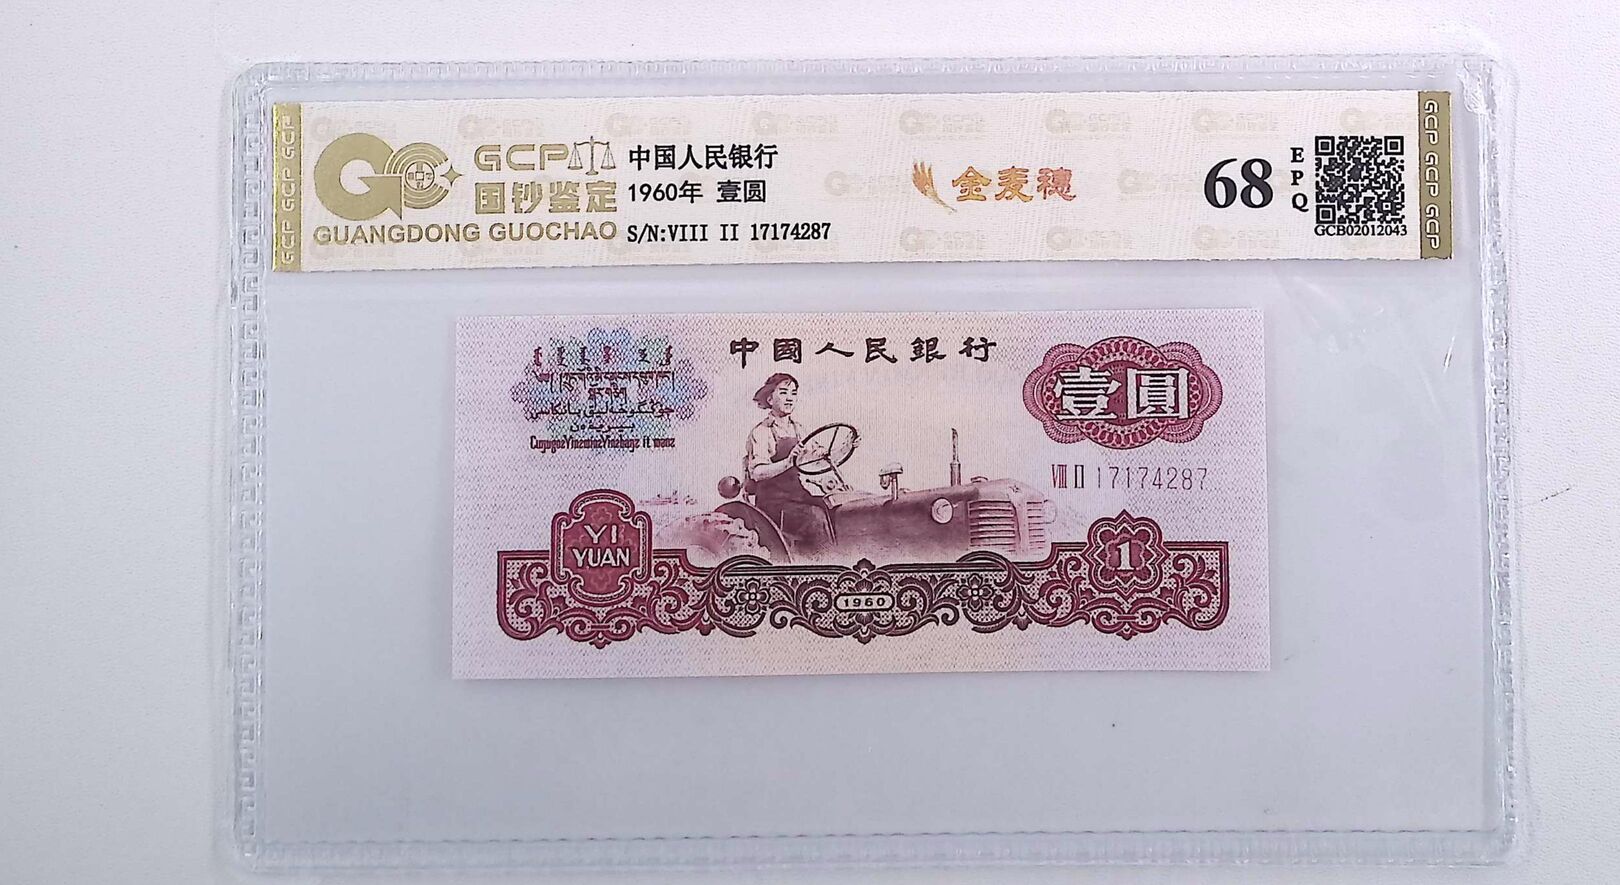 GCP
国钞鉴定
GUANGDONG GUOCHAO
中国人民银行
1960年 壹圆
S/N:VIII II 17174287
金麦穗
68
EPQ
GCB02012043
GCP GCP GCP
GCP GCP GCP
中國人民銀行
壹圓
VIII II 17174287
YI
YUAN
1960
1